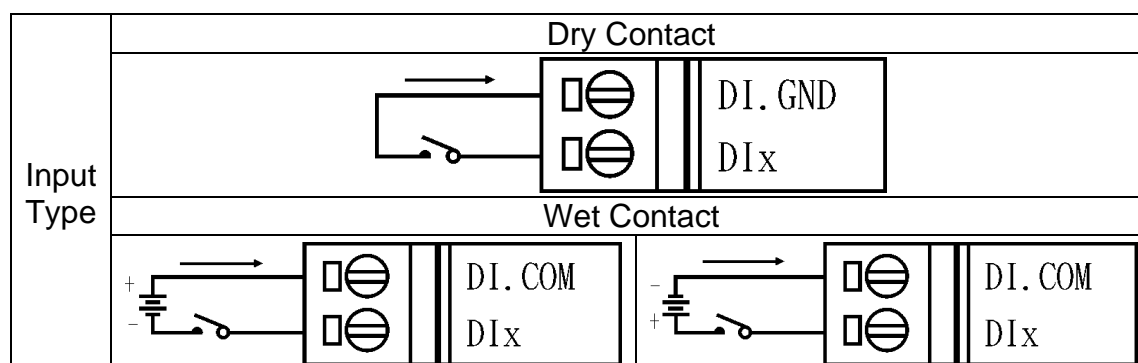 Input
Type
Dry Contact
DI.GND
DIx
Wet Contact
+
-
DI.COM
DIx
-
+
DI.COM
DIx